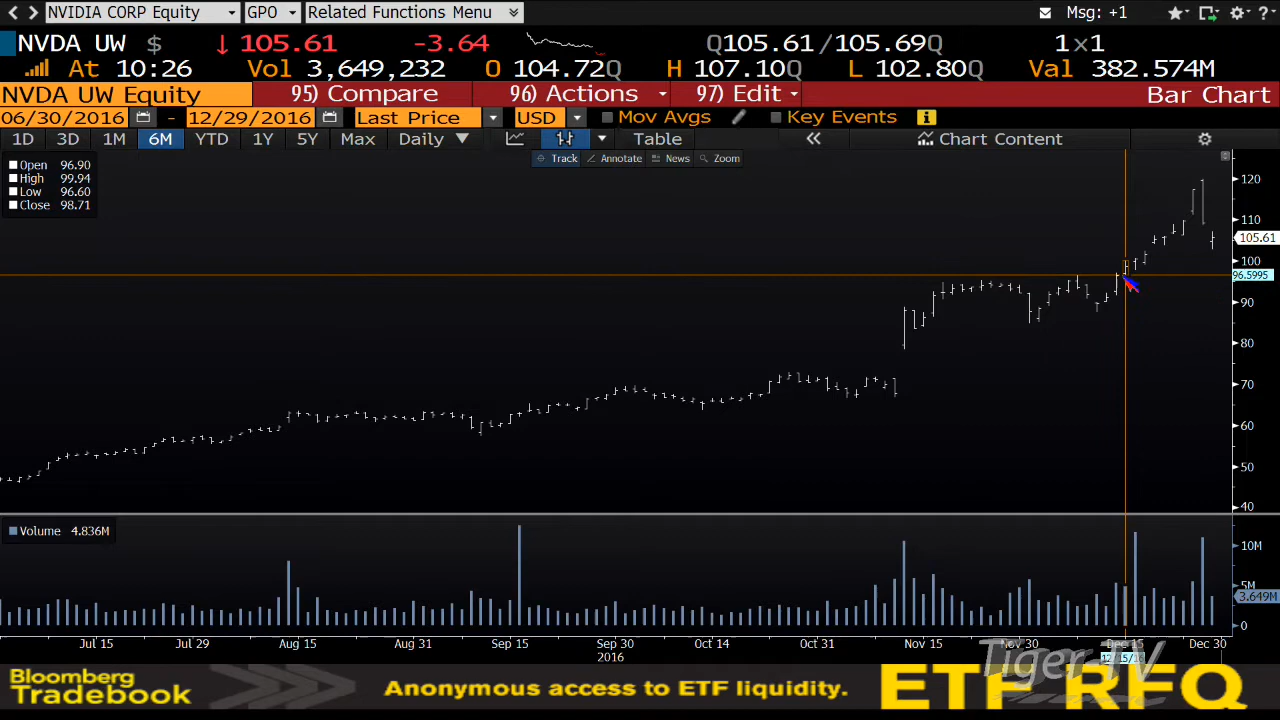 NVIDIA CORP Equity GPO Related Functions Menu Msg: +1
NVDA UW $ ↓ 105.61 -3.64 Q105.61/105.69Q 1×1
At 10:26 Vol 3,649,232 O 104.72Q H 107.10Q L 102.80Q Val 382.574M
NVDA UW Equity 95) Compare 96) Actions 97) Edit Bar Chart
06/30/2016 - 12/29/2016 Last Price USD Mov Avgs Key Events
1D 3D 1M 6M YTD 1Y 5Y Max Daily ▼ Table « Chart Content
Track Annotate News Zoom
Open 96.90
High 99.94
Low 96.60
Close 98.71
120
110
105.61
100
96.5995
90
80
70
60
50
40
Volume 4.836M
10M
5M
3.649M
0
Jul 15 Jul 29 Aug 15 Aug 31 Sep 15 Sep 30 Oct 14 Oct 31 Nov 15 Nov 30 Dec 15 Dec 30
2016 12/15/16
Tiger TV
Bloomberg
Tradebook
Anonymous access to ETF liquidity.
ETF RFQ